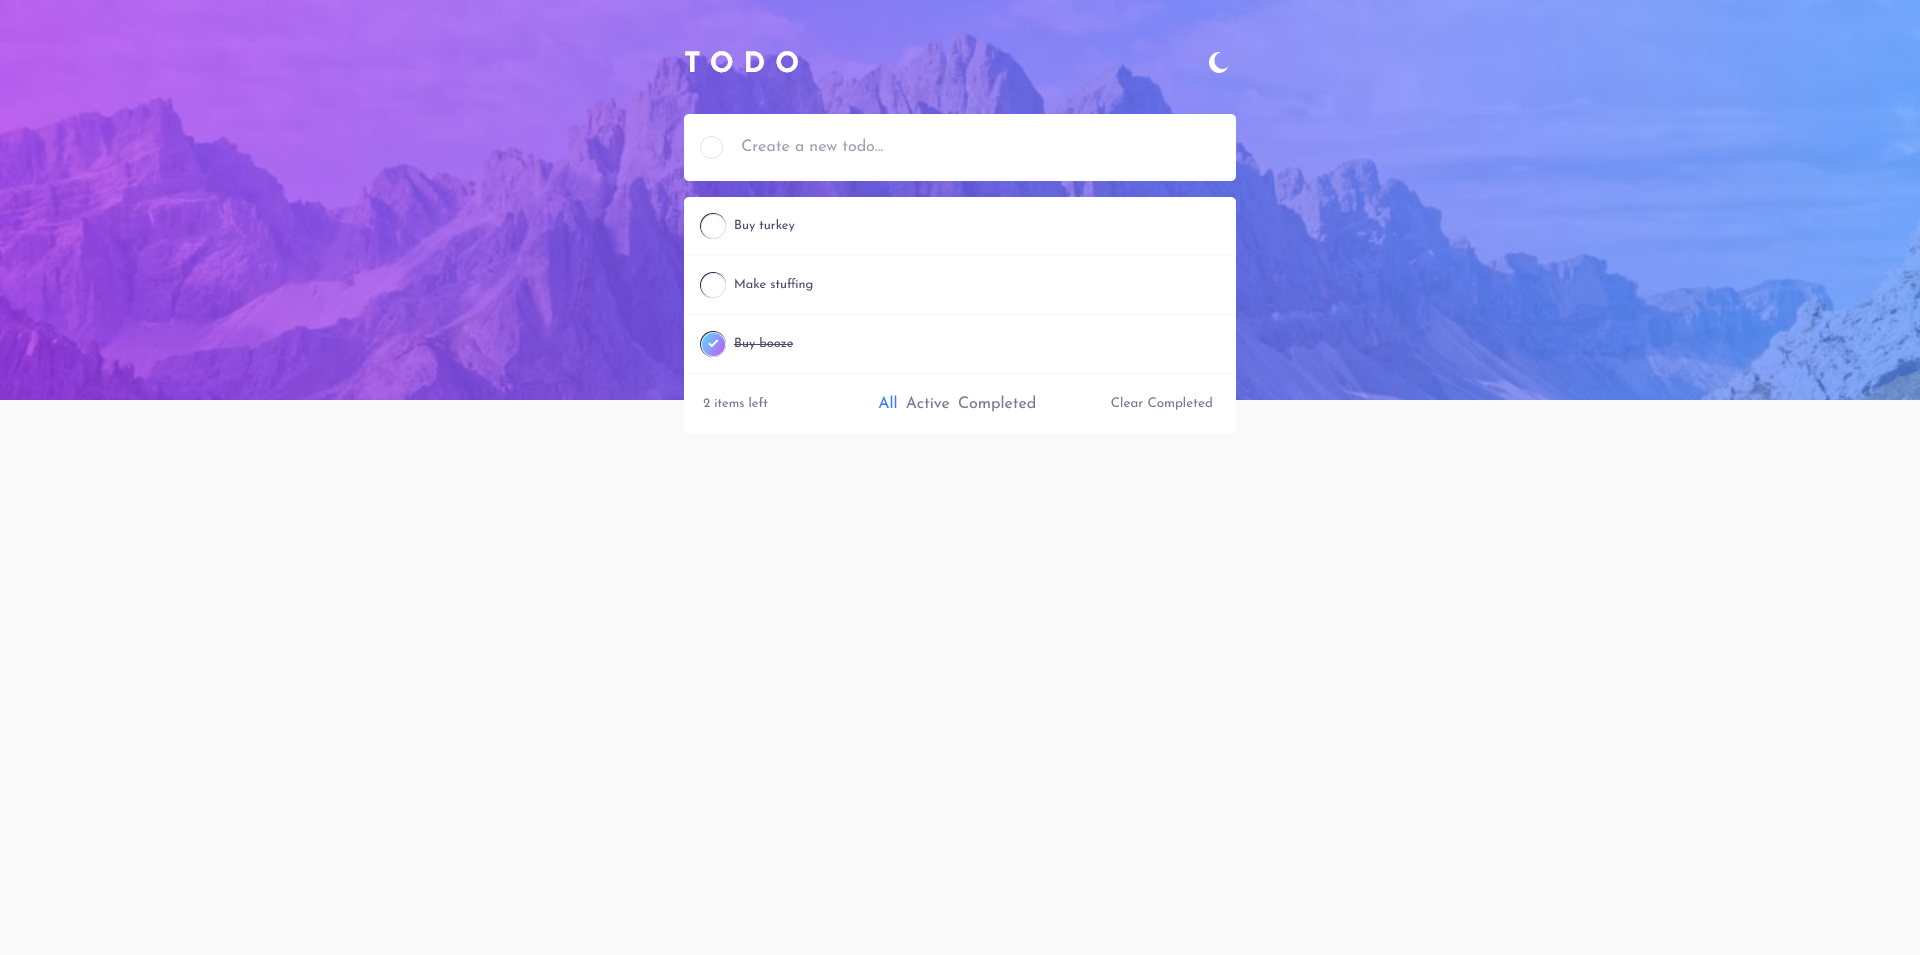 TODO
Create a new todo...
Buy turkey
Make stuffing
Buy booze
2 items left All Active Completed Clear Completed